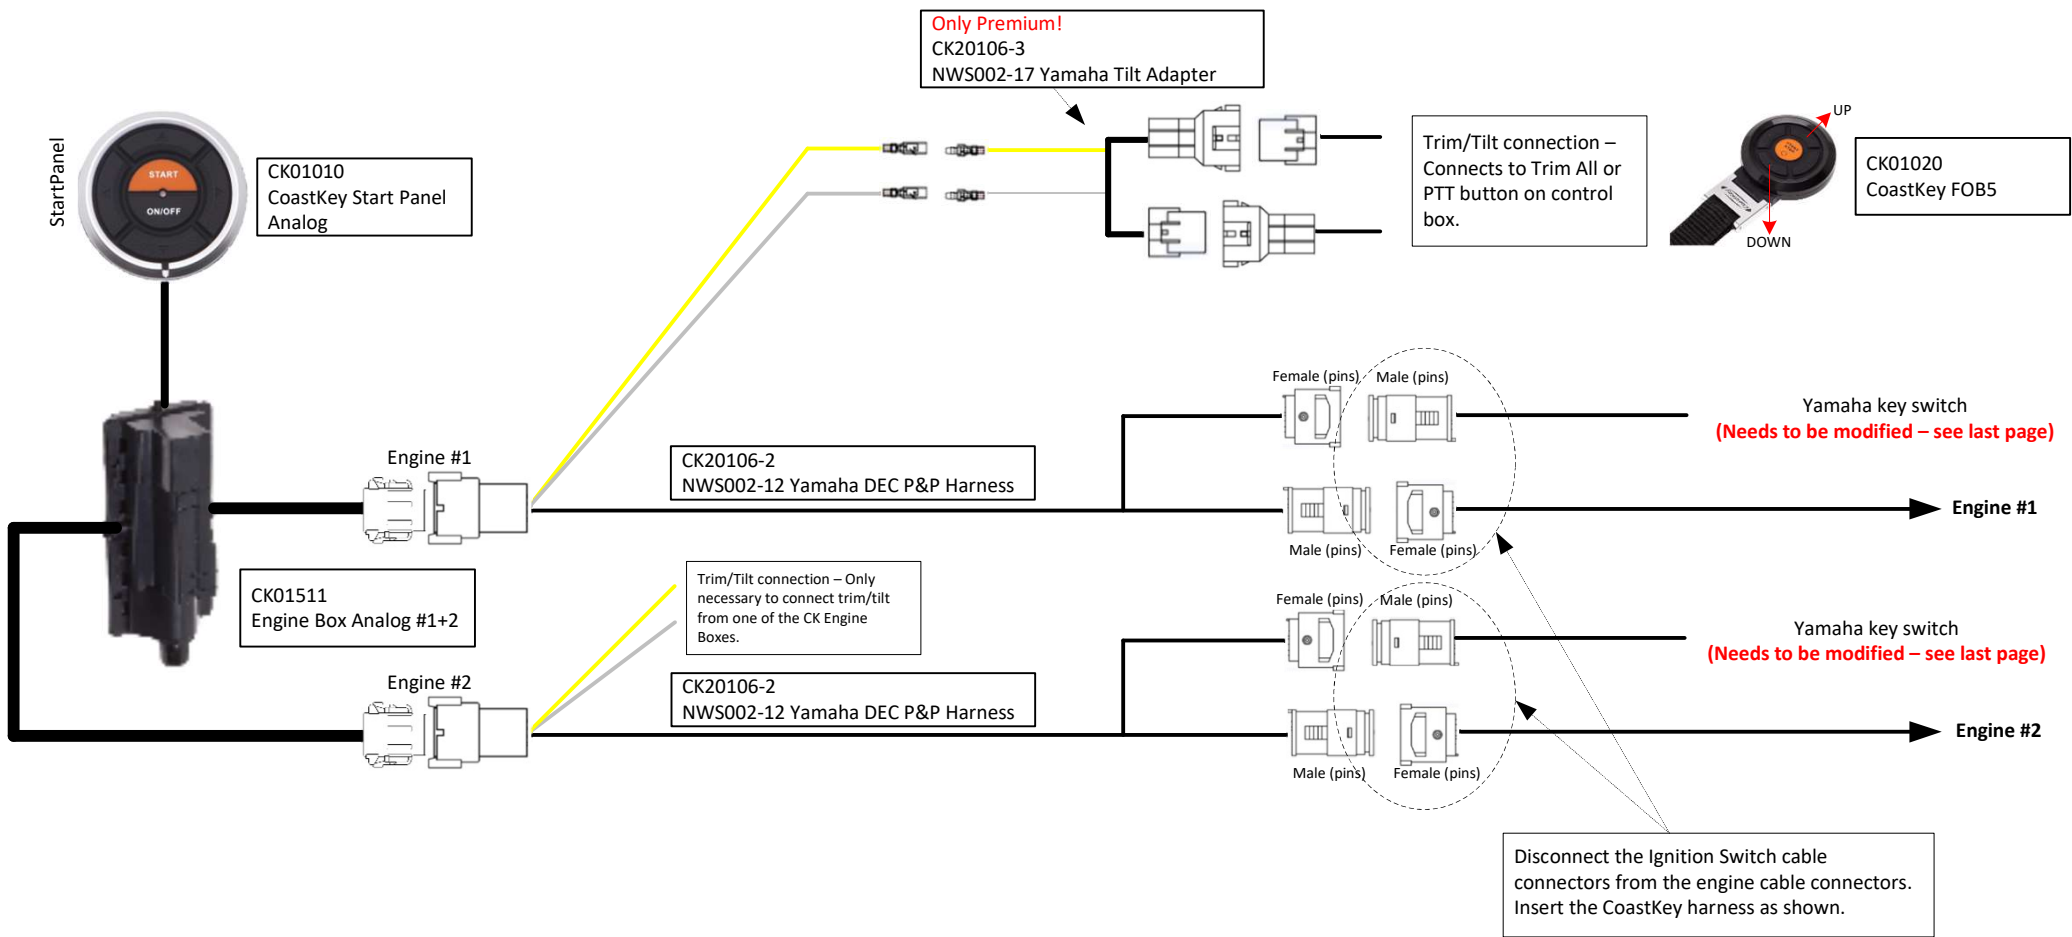 Only Premium!
CK20106-3
NWS002-17 Yamaha Tilt Adapter
StartPanel
START
ON/OFF
CK01010
CoastKey Start Panel
Analog
Trim/Tilt connection –
Connects to Trim All or
PTT button on control
box.
UP
DOWN
CK01020
CoastKey FOB5
Female (pins)
Male (pins)
Yamaha key switch
(Needs to be modified – see last page)
Engine #1
CK20106-2
NWS002-12 Yamaha DEC P&P Harness
Engine #1
Male (pins)
Female (pins)
CK01511
Engine Box Analog #1+2
Trim/Tilt connection – Only
necessary to connect trim/tilt
from one of the CK Engine
Boxes.
Female (pins)
Male (pins)
Yamaha key switch
(Needs to be modified – see last page)
Engine #2
CK20106-2
NWS002-12 Yamaha DEC P&P Harness
Engine #2
Male (pins)
Female (pins)
Disconnect the Ignition Switch cable
connectors from the engine cable connectors.
Insert the CoastKey harness as shown.